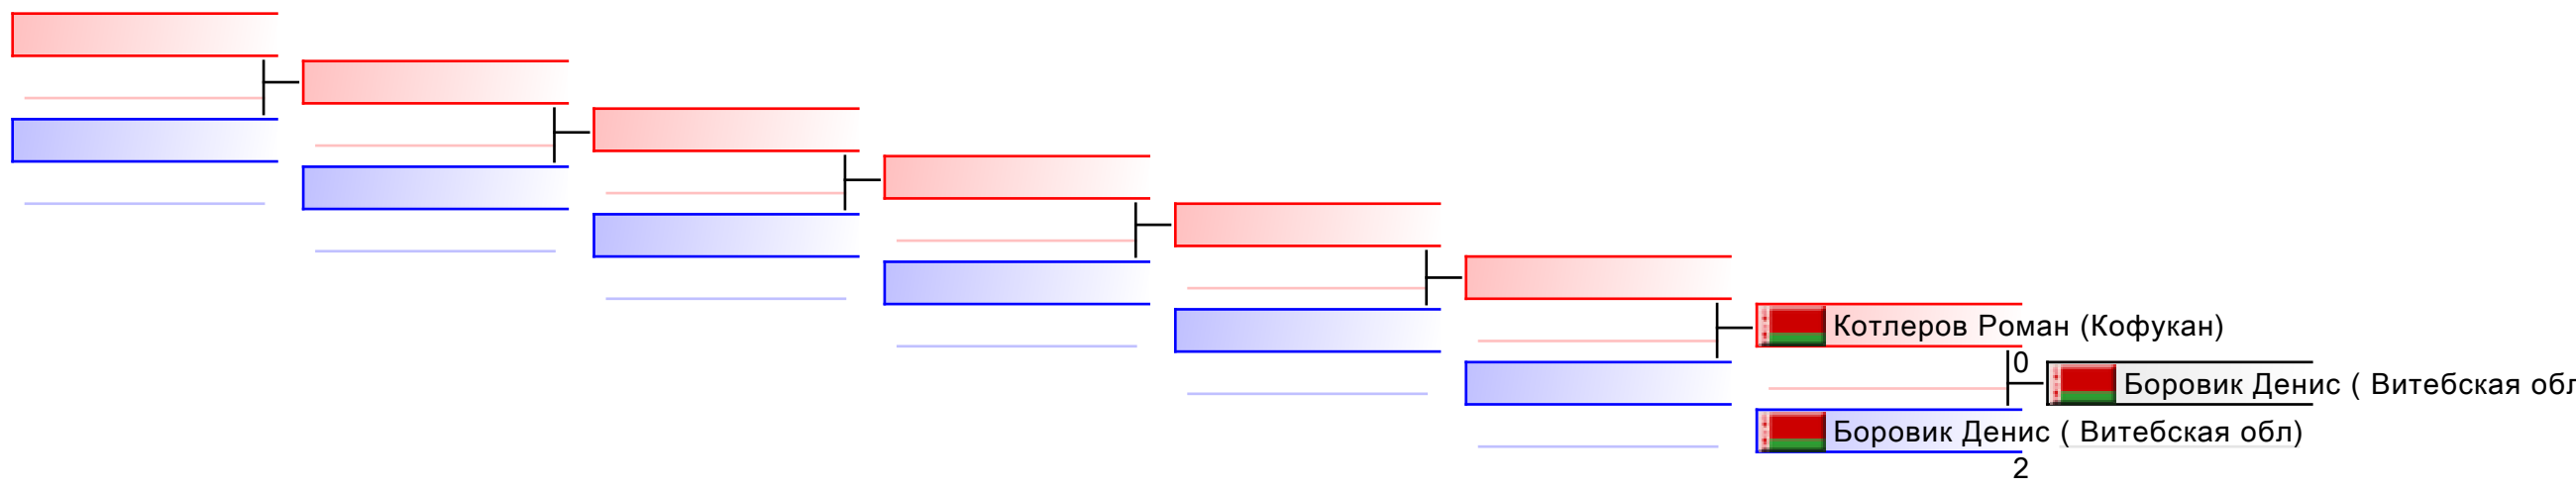 Котлеров Роман (Кофукан)
0
Боровик Денис ( Витебская обл
Боровик Денис ( Витебская обл)
2